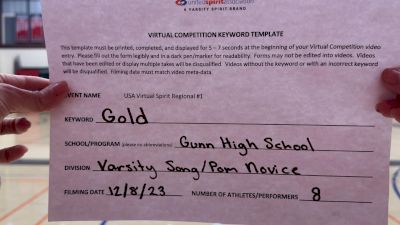 unitedspiritassociation
A VARSITY SPIRIT BRAND
VIRTUAL COMPETITION KEYWORD TEMPLATE
This template must be printed, completed, and displayed for 5 – 7 seconds at the beginning of your Virtual Competition video
entry. Please fill out the form legibly and in a dark pen/marker for readability. Forms may not be edited into videos. Videos
that have been edited or display multiple takes will be disqualified. Videos without the keyword or with an incorrect keyword
will be disqualified. Filming date must match video meta-data.
EVENT NAME USA Virtual Spirit Regional #1
KEYWORD Gold
SCHOOL/PROGRAM (please no abbreviations) Gunn High School
DIVISION Varsity Song/Pom Novice
FILMING DATE 12/8/23 NUMBER OF ATHLETES/PERFORMERS 8